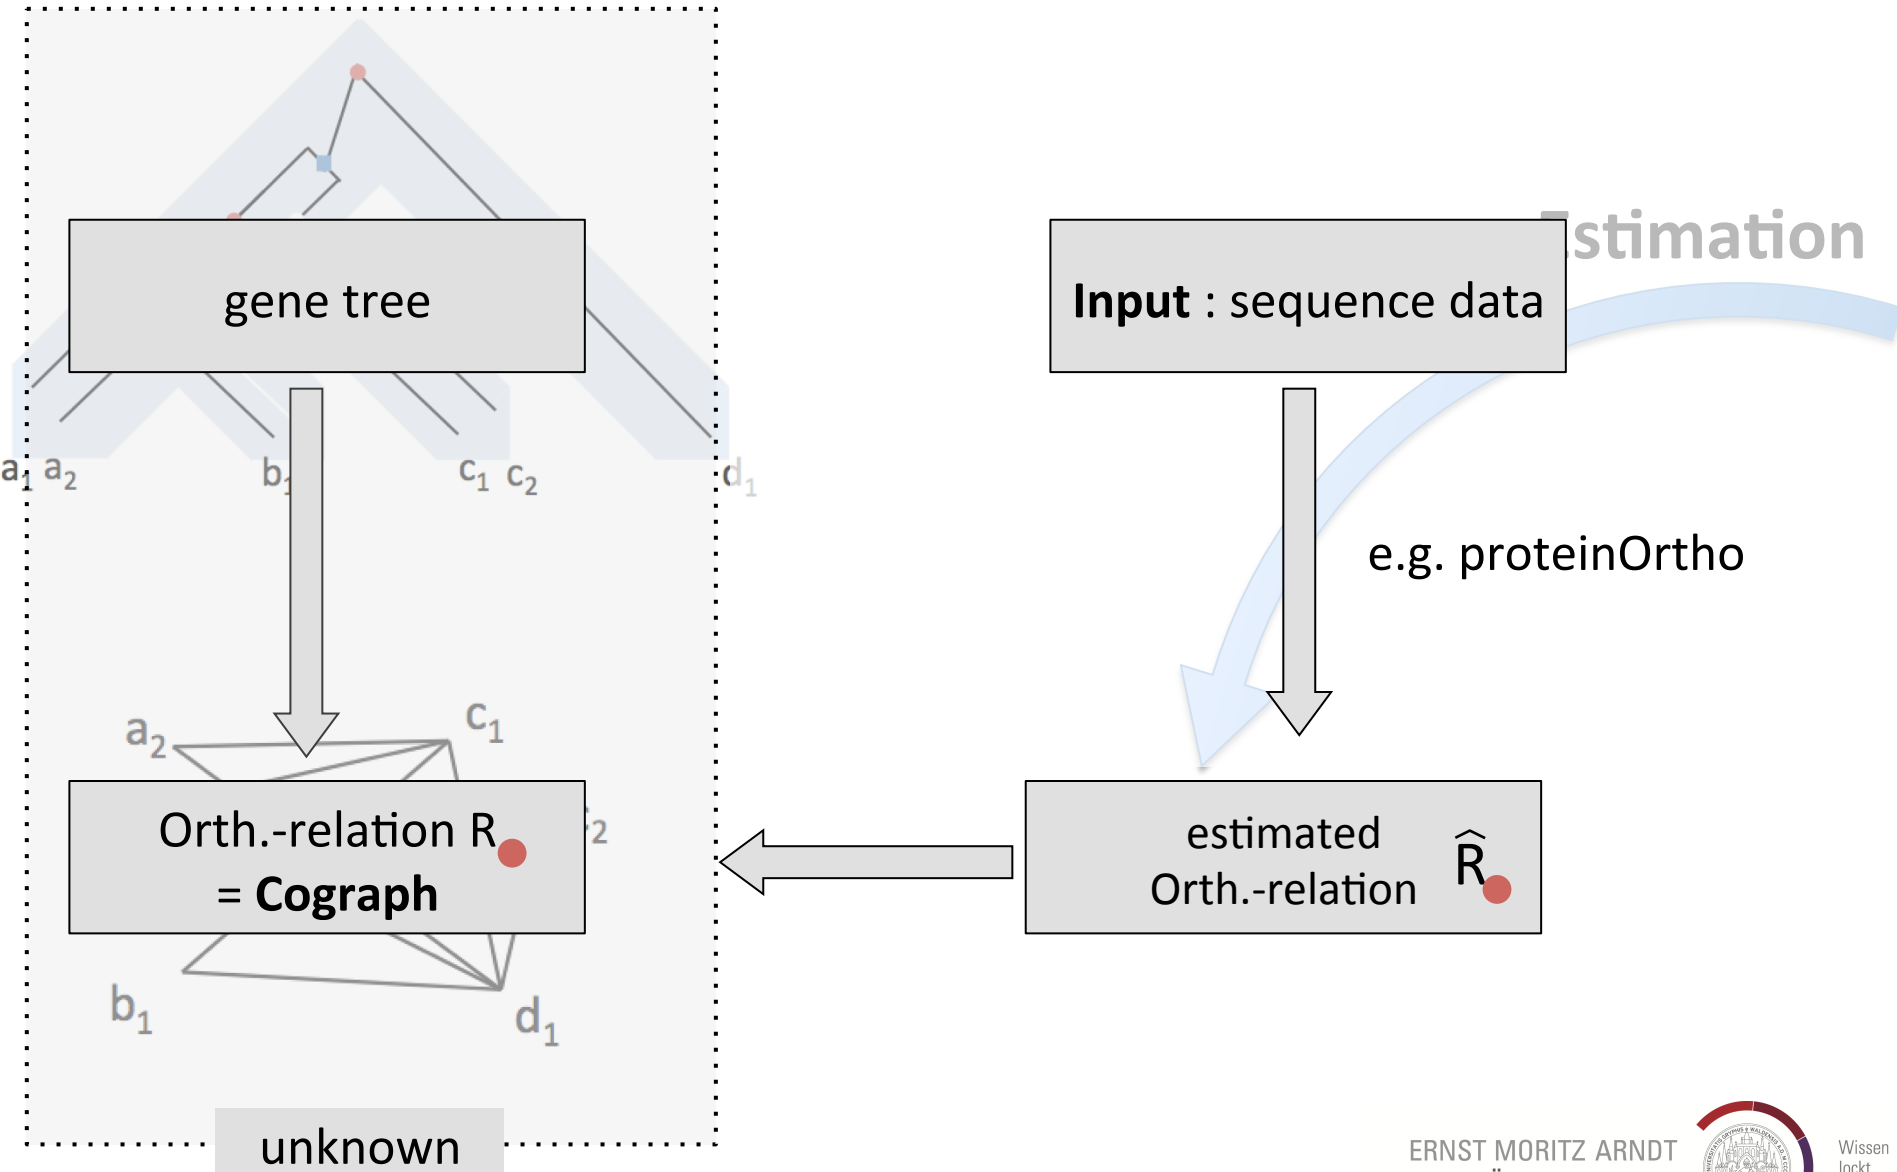 Estimation
gene tree
Input : sequence data
a1 a2 b1 c1 c2 d1
e.g. proteinOrtho
a2 c1
Orth.-relation R
= Cograph
estimated
Orth.-relation R̂
b1 d1
unknown
ERNST MORITZ ARNDT
Wissen
lockt